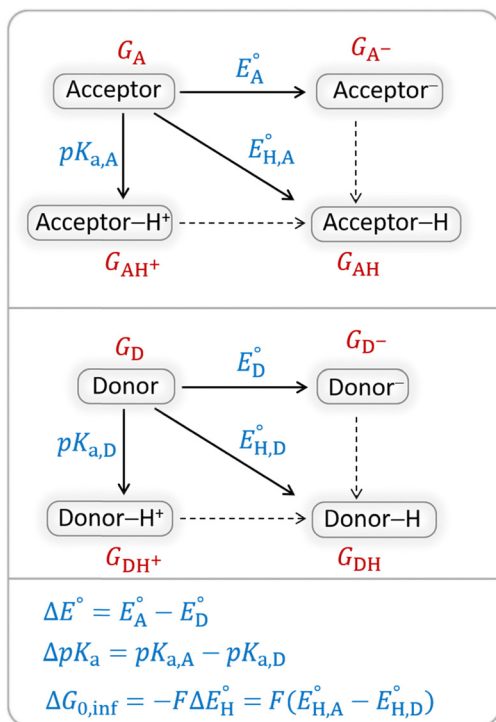 G_A E°_A G_A−
Acceptor Acceptor⁻
pK_a,A E°_H,A
Acceptor–H⁺ Acceptor–H
G_AH+ G_AH
G_D E°_D G_D−
Donor Donor⁻
pK_a,D E°_H,D
Donor–H⁺ Donor–H
G_DH+ G_DH
ΔE° = E°_A − E°_D
ΔpK_a = pK_a,A − pK_a,D
ΔG_0,inf = −FΔE°_H = F(E°_H,A − E°_H,D)